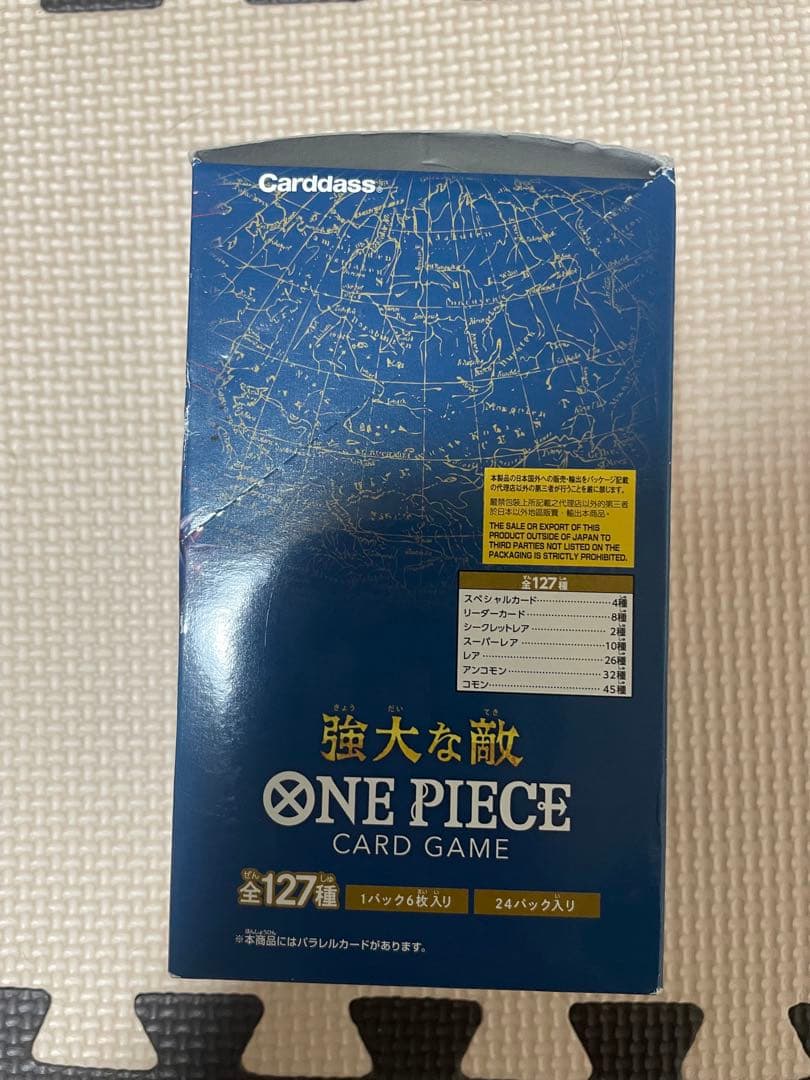 Carddass®
本製品の日本国外への販売・輸出をパッケージ記載
の代理店以外の第三者が行うことを厳に禁じます。
嚴禁包裝上所記載之代理店以外的第三者
於日本以外地區販賣、輸出本商品。
THE SALE OR EXPORT OF THIS
PRODUCT OUTSIDE OF JAPAN TO
THIRD PARTIES NOT LISTED ON THE
PACKAGING IS STRICTLY PROHIBITED.
全127種
スペシャルカード……………………4種
リーダーカード………………………8種
シークレットレア……………………2種
スーパーレア…………………………10種
レア……………………………………26種
アンコモン……………………………32種
コモン…………………………………45種
強大な敵
ONE PIECE
CARD GAME
全127種
1パック6枚入り
24パック入り
※本商品にはパラレルカードがあります。